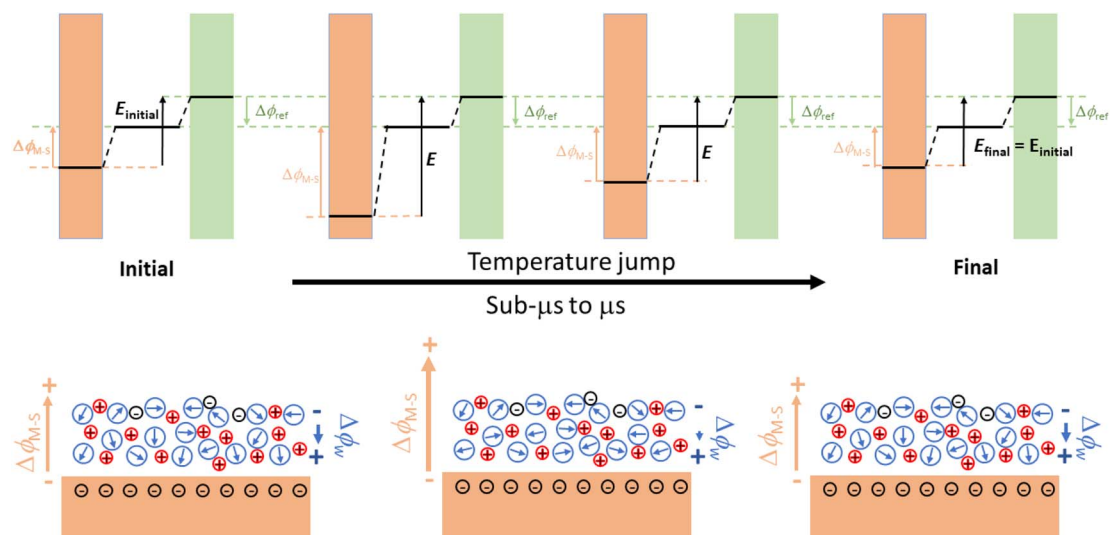 E_initial
Δϕ_ref
Δϕ_M-S
Δϕ_ref
E
Δϕ_M-S
Δϕ_ref
E
Δϕ_M-S
Δϕ_ref
E_final = E_initial
Δϕ_M-S
Initial
Temperature jump
Final
Sub-μs to μs
+
Δϕ_M-S
-
-
Δϕ_w
+
+
Δϕ_M-S
-
-
Δϕ_w
+
+
Δϕ_M-S
-
-
Δϕ_w
+